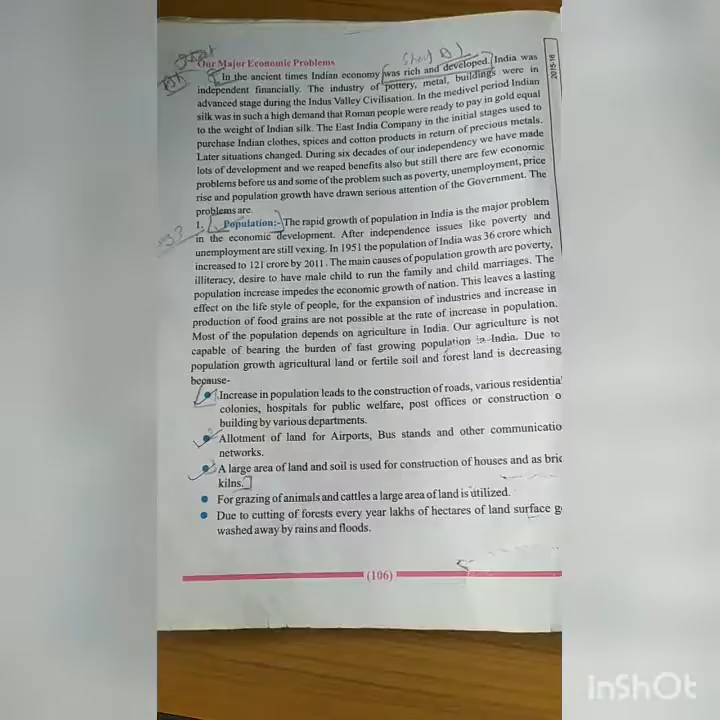 Short Q 1
Our Major Economic Problems
In the ancient times Indian economy was rich and developed. India was
independent financially. The industry of pottery, metal, buildings were in
advanced stage during the Indus Valley Civilisation. In the medivel period Indian
silk was in such a high demand that Roman people were ready to pay in gold equal
to the weight of Indian silk. The East India Company in the initial stages used to
purchase Indian clothes, spices and cotton products in return of precious metals.
Later situations changed. During six decades of our independency we have made
lots of development and we reaped benefits also but still there are few economic
problems before us and some of the problem such as poverty, unemployment, price
rise and population growth have drawn serious attention of the Government. The
problems are.
2015-16
1. Population:- The rapid growth of population in India is the major problem
in the economic development. After independence issues like poverty and
unemployment are still vexing. In 1951 the population of India was 36 crore which
increased to 121 crore by 2011. The main causes of population growth are poverty,
illiteracy, desire to have male child to run the family and child marriages. The
population increase impedes the economic growth of nation. This leaves a lasting
effect on the life style of people, for the expansion of industries and increase in
production of food grains are not possible at the rate of increase in population.
Most of the population depends on agriculture in India. Our agriculture is not
capable of bearing the burden of fast growing population in India. Due to
population growth agricultural land or fertile soil and forest land is decreasing
because-
Increase in population leads to the construction of roads, various residential
colonies, hospitals for public welfare, post offices or construction o
building by various departments.
Allotment of land for Airports, Bus stands and other communicatio
networks.
A large area of land and soil is used for construction of houses and as bric
kilns.
For grazing of animals and cattles a large area of land is utilized.
Due to cutting of forests every year lakhs of hectares of land surface g
washed away by rains and floods.
(106)
InShOt